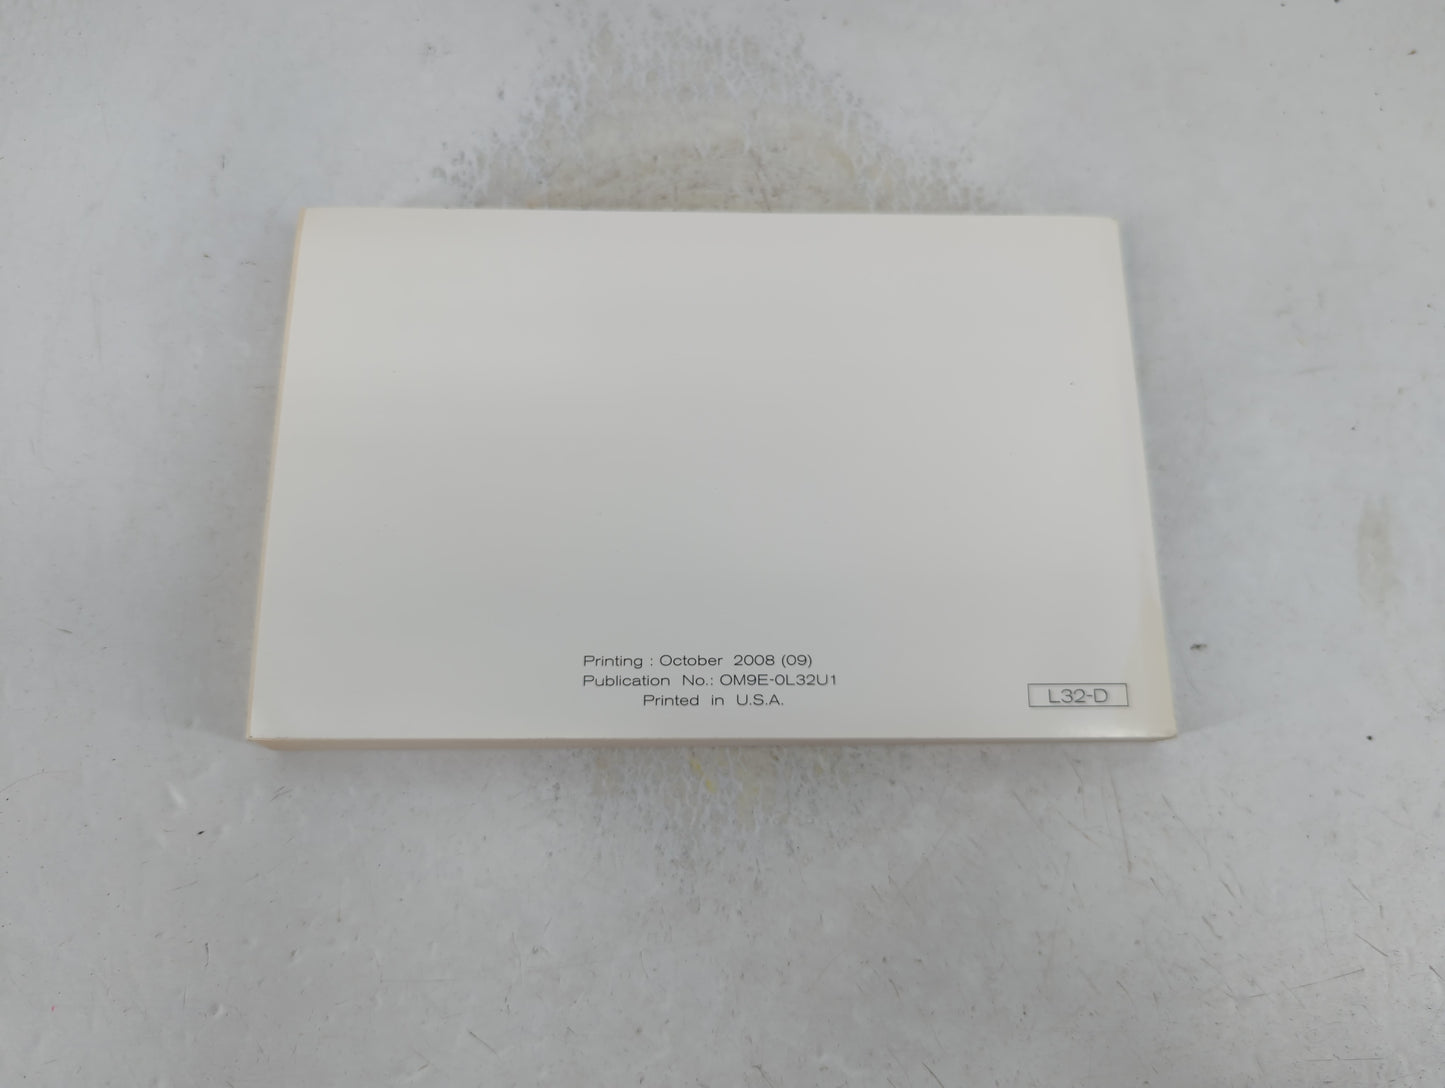 Printing : October 2008 (09)
Publication No.: OM9E-0L32U1
Printed in U.S.A.
L32-D